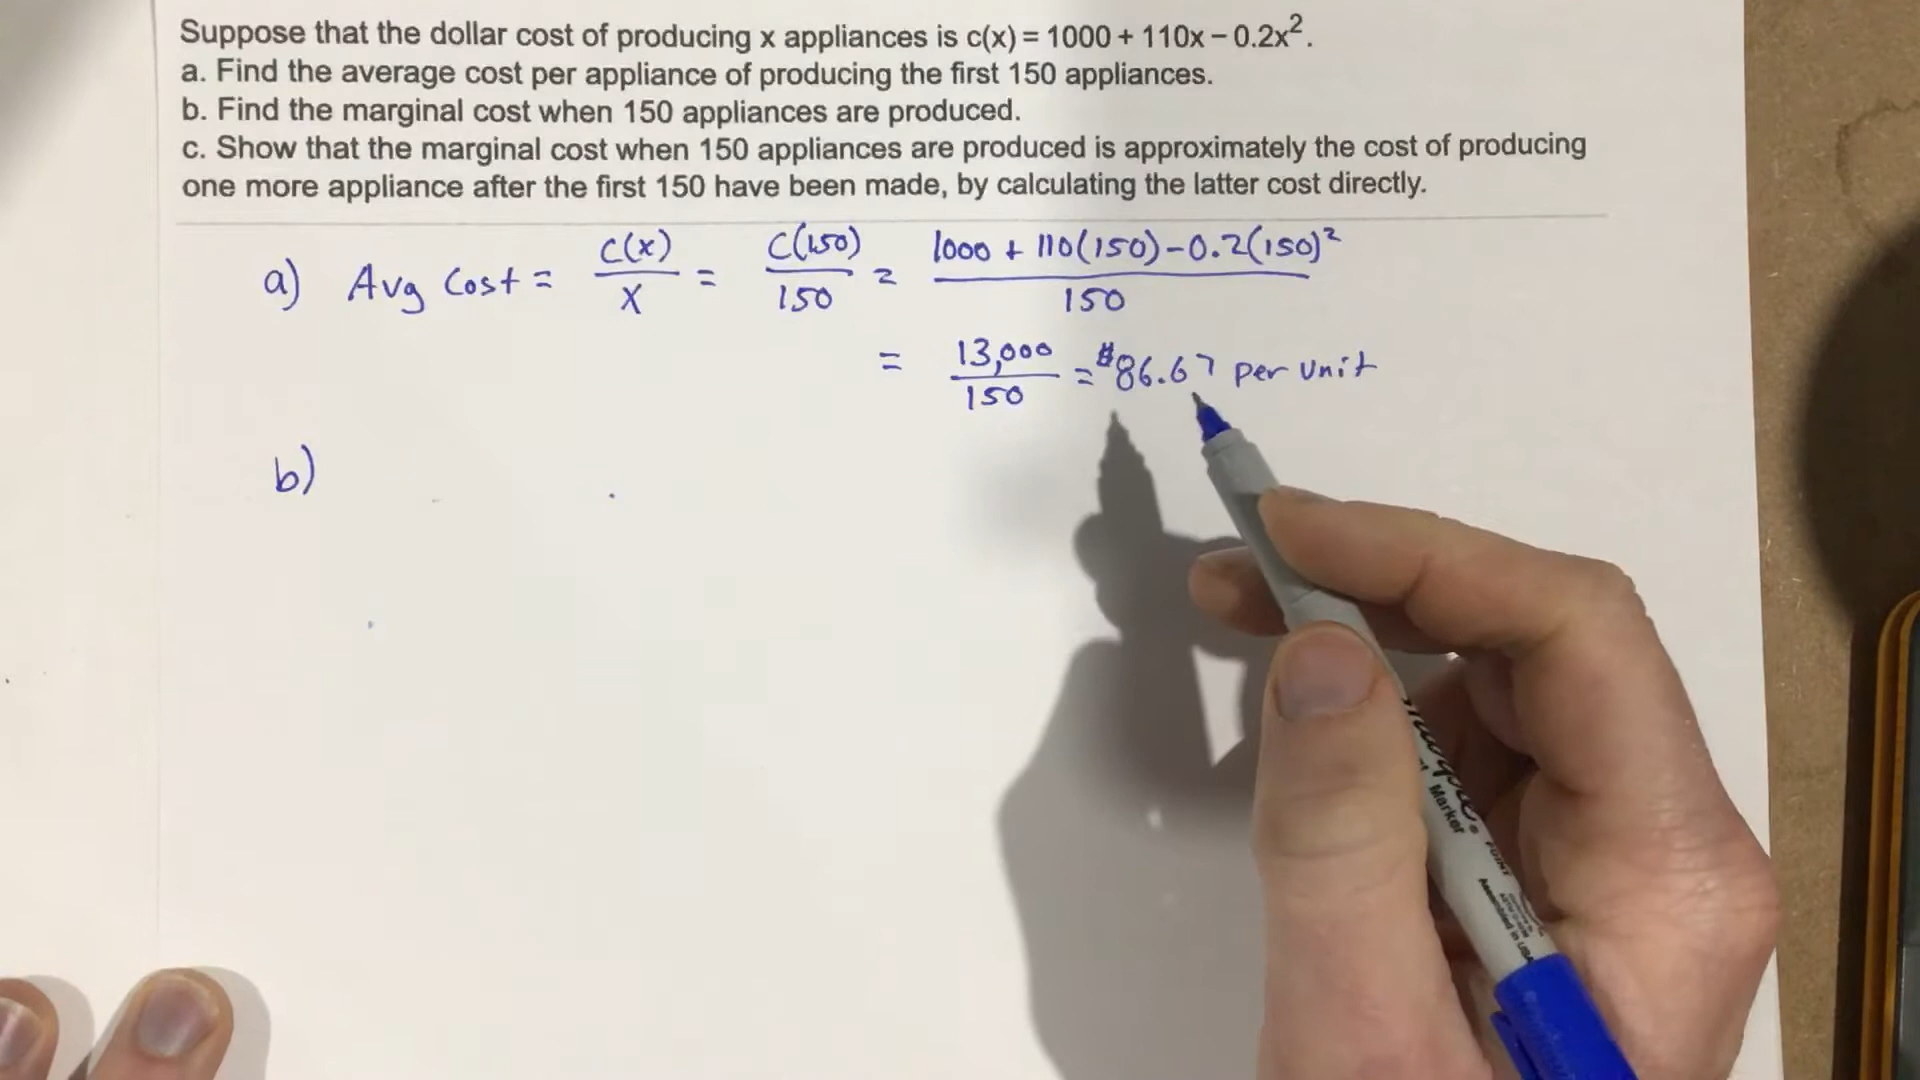 Suppose that the dollar cost of producing x appliances is c(x) = 1000 + 110x − 0.2x².
a. Find the average cost per appliance of producing the first 150 appliances.
b. Find the marginal cost when 150 appliances are produced.
c. Show that the marginal cost when 150 appliances are produced is approximately the cost of producing
one more appliance after the first 150 have been made, by calculating the latter cost directly.
a) Avg Cost = C(x)/X = C(150)/150 = 1000 + 110(150) − 0.2(150)²/150
= 13,000/150 = $86.67 per unit
b)
Marker